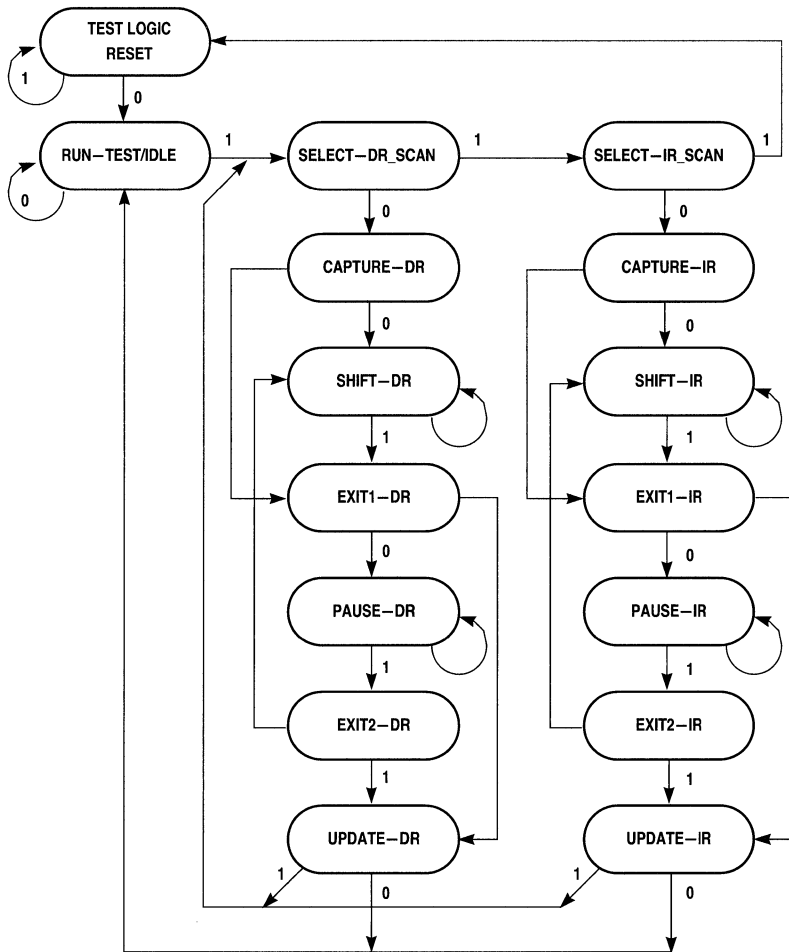 TEST LOGIC
RESET
1
0
RUN–TEST/IDLE
1
SELECT–DR_SCAN
1
SELECT–IR_SCAN
1
0
0
0
CAPTURE–DR
CAPTURE–IR
0
0
SHIFT–DR
SHIFT–IR
1
1
EXIT1–DR
EXIT1–IR
0
0
PAUSE–DR
PAUSE–IR
1
1
EXIT2–DR
EXIT2–IR
1
1
UPDATE–DR
UPDATE–IR
1
0
1
0